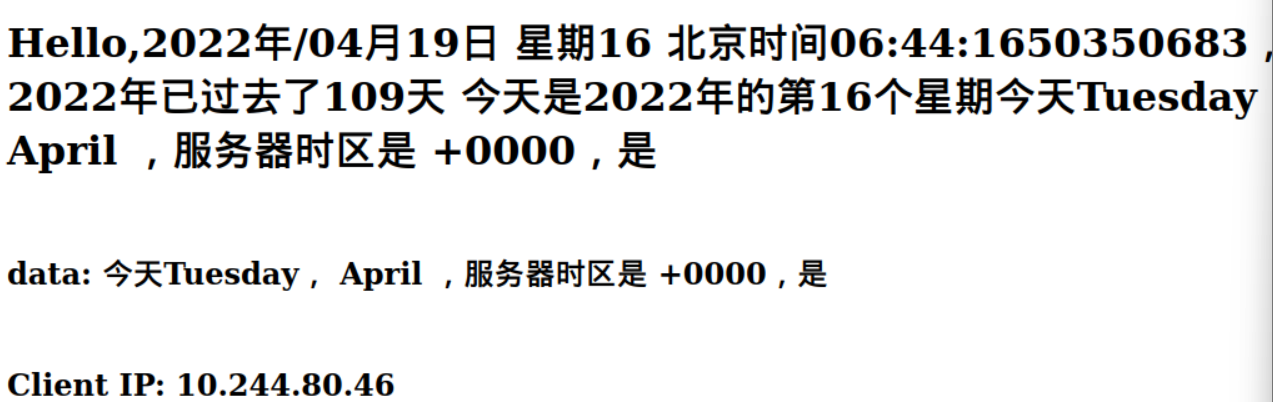 Hello,2022年/04月19日 星期16 北京时间06:44:1650350683，
2022年已过去了109天 今天是2022年的第16个星期今天Tuesday
April ，服务器时区是 +0000，是
data: 今天Tuesday， April ，服务器时区是 +0000，是
Client IP: 10.244.80.46